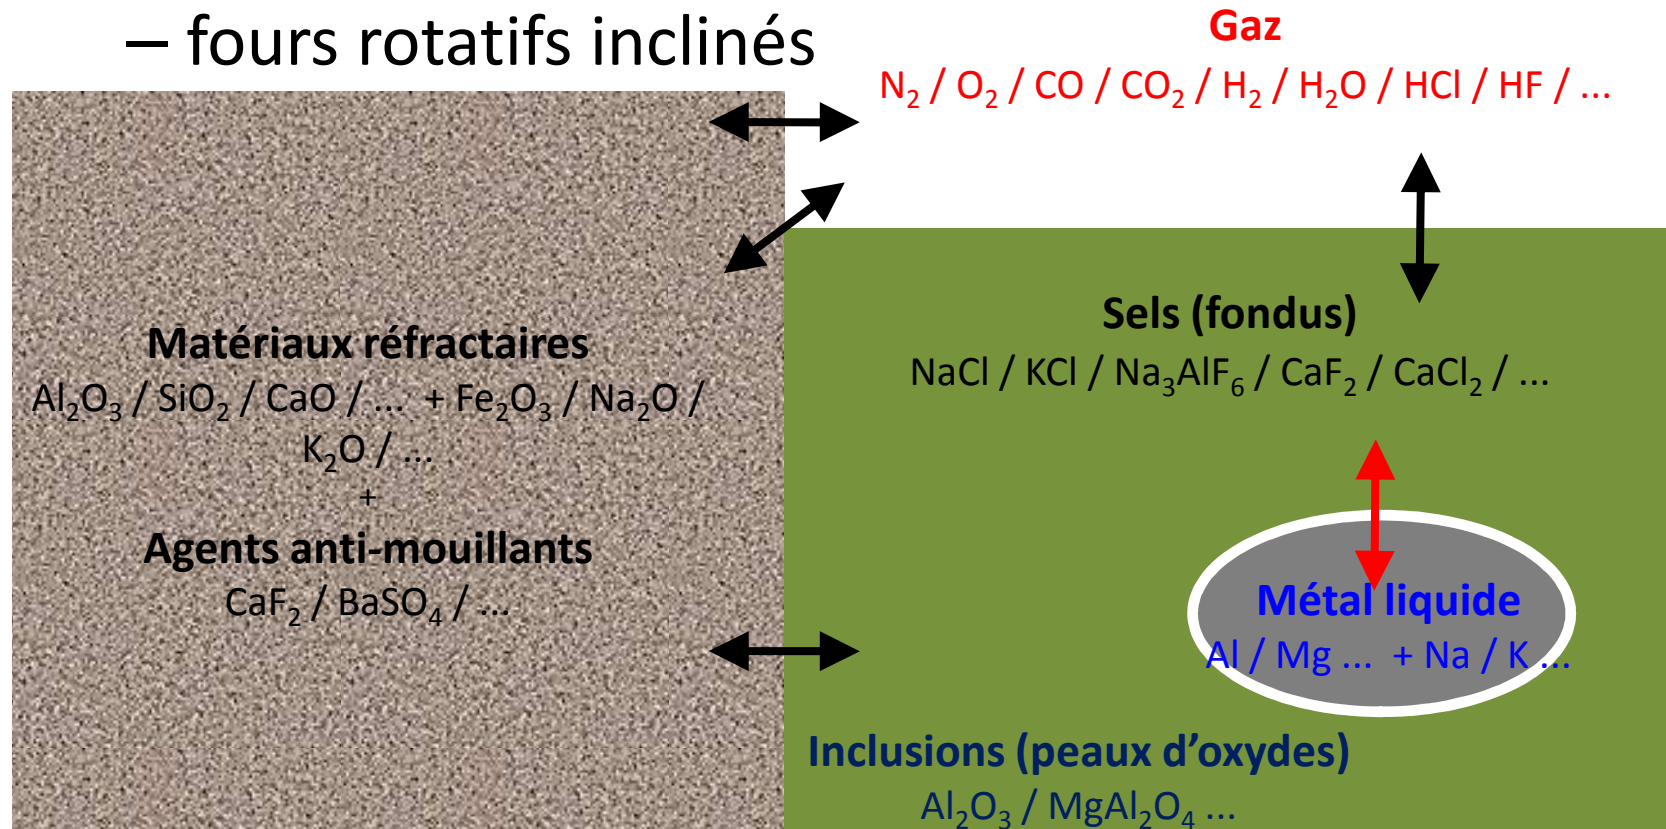 – fours rotatifs inclinés
Gaz
N₂ / O₂ / CO / CO₂ / H₂ / H₂O / HCl / HF / ...
Matériaux réfractaires
Al₂O₃ / SiO₂ / CaO / ... + Fe₂O₃ / Na₂O /
K₂O / ...
+
Agents anti-mouillants
CaF₂ / BaSO₄ / ...
Sels (fondus)
NaCl / KCl / Na₃AlF₆ / CaF₂ / CaCl₂ / ...
Métal liquide
Al / Mg ... + Na / K ...
Inclusions (peaux d’oxydes)
Al₂O₃ / MgAl₂O₄ ...